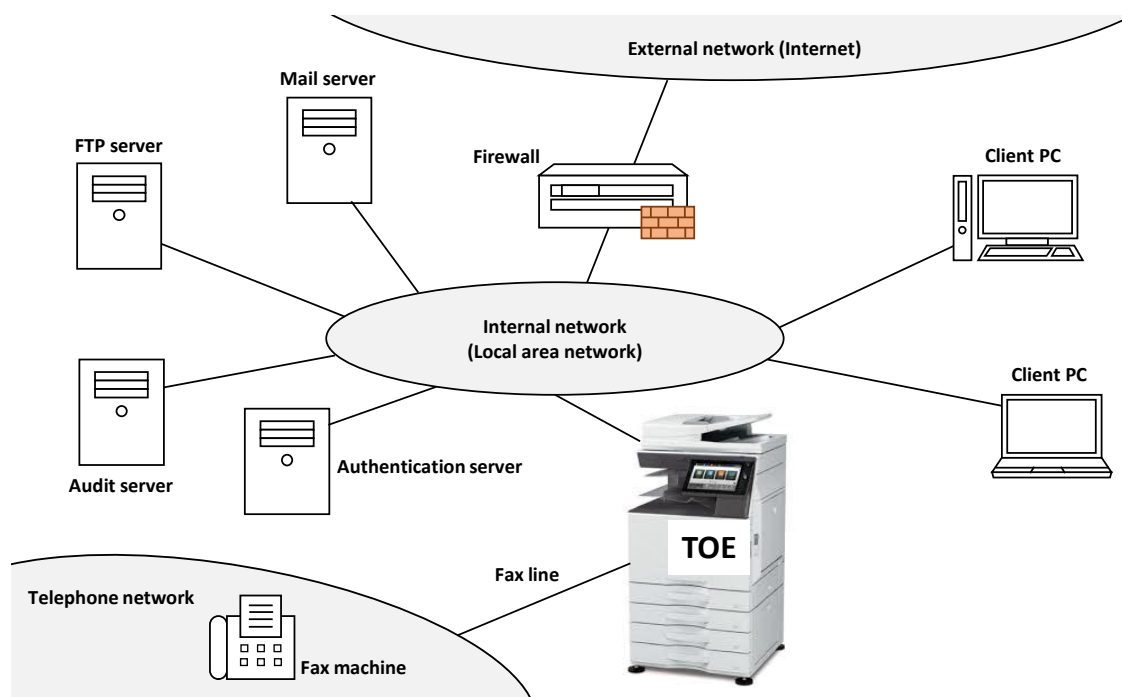 External network (Internet)
Mail server
FTP server
Firewall
Client PC
Internal network
(Local area network)
Client PC
Audit server
Authentication server
TOE
Fax line
Telephone network
Fax machine